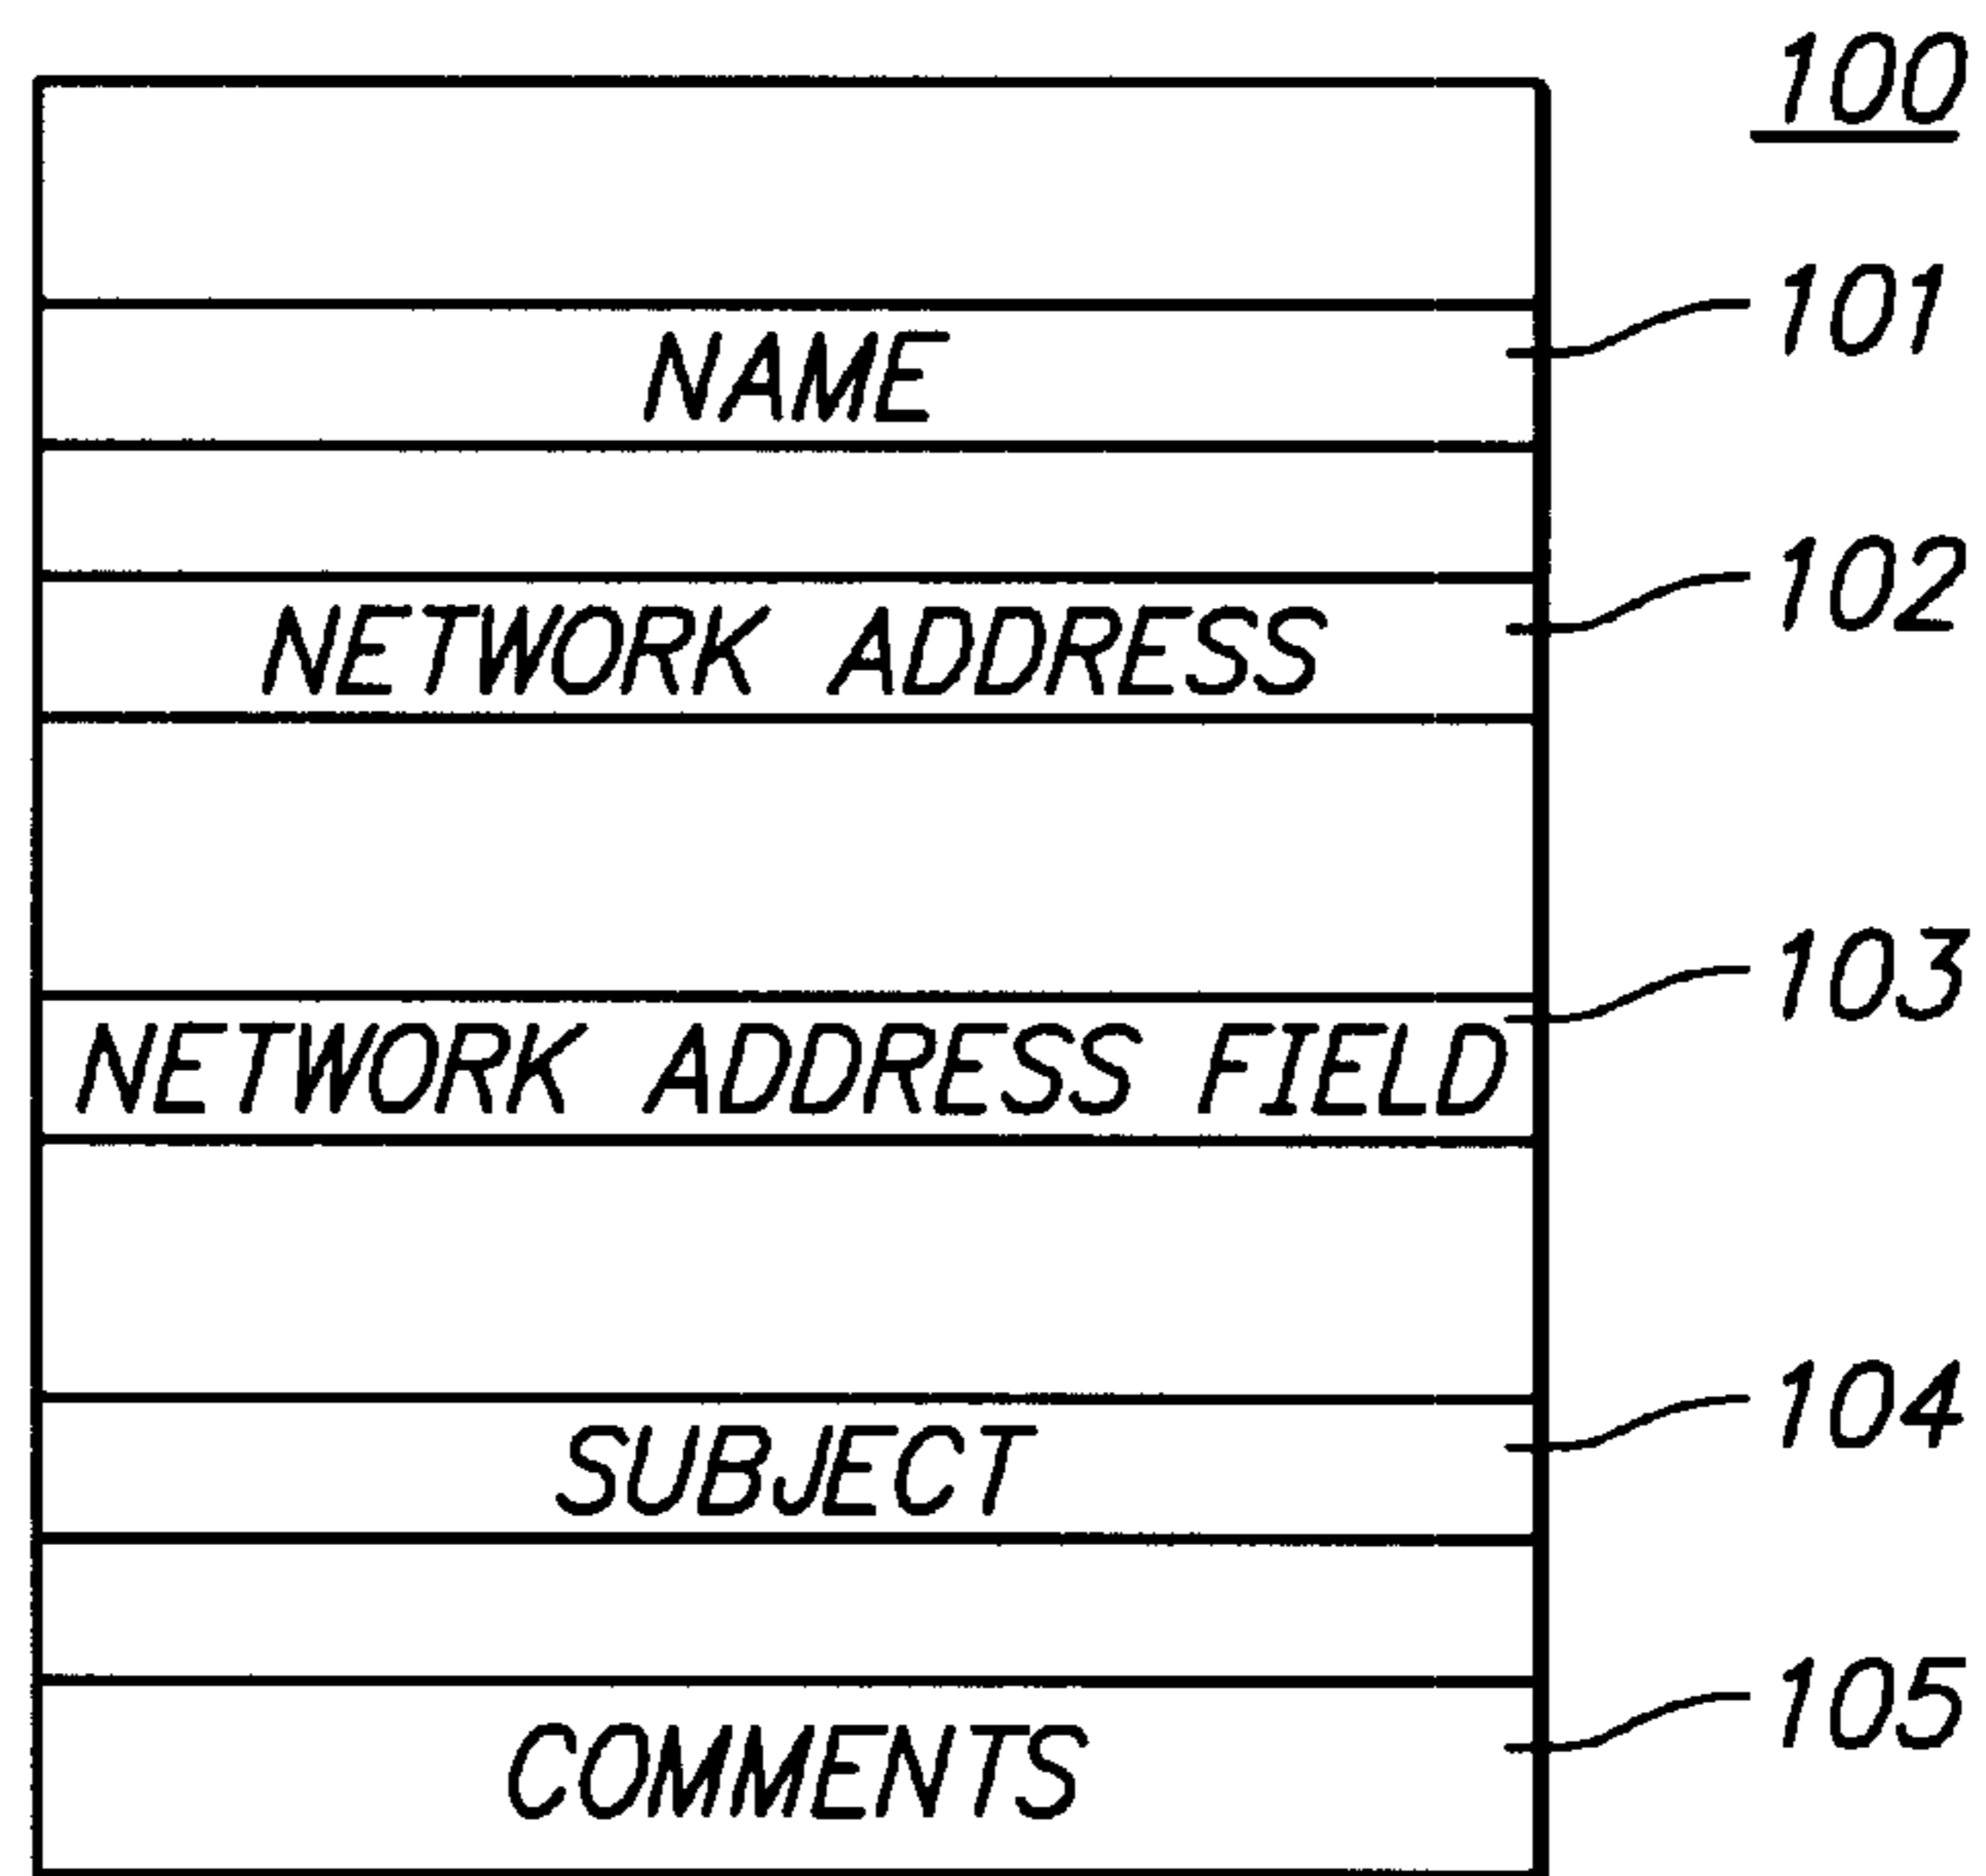 100
NAME 101
NETWORK ADDRESS 102
NETWORK ADDRESS FIELD 103
SUBJECT 104
COMMENTS 105